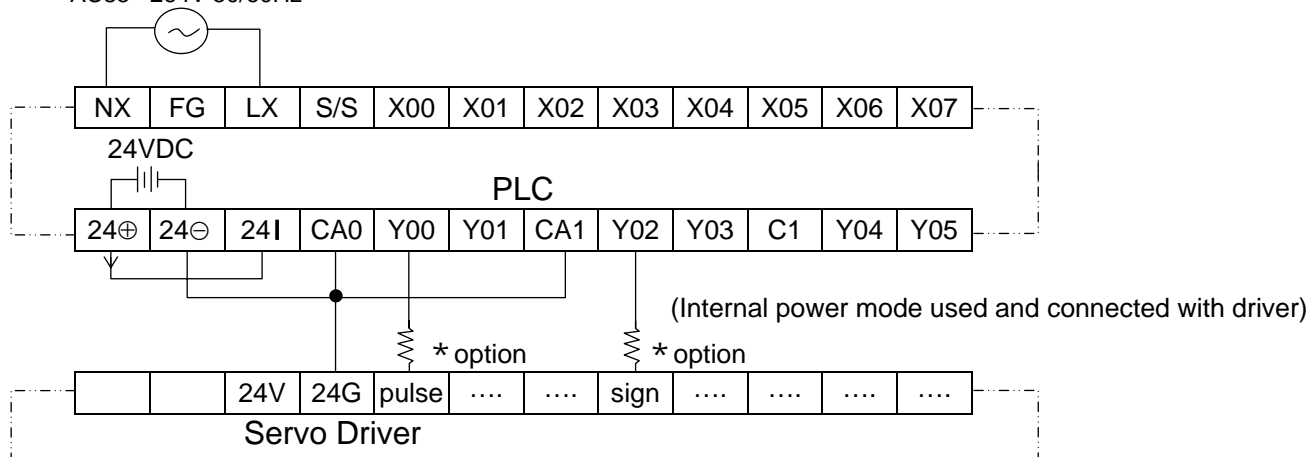 NX FG LX S/S X00 X01 X02 X03 X04 X05 X06 X07
24VDC
PLC
24⊕ 24⊖ 24I CA0 Y00 Y01 CA1 Y02 Y03 C1 Y04 Y05
(Internal power mode used and connected with driver)
* option * option
24V 24G pulse .... .... sign .... .... .... ....
Servo Driver